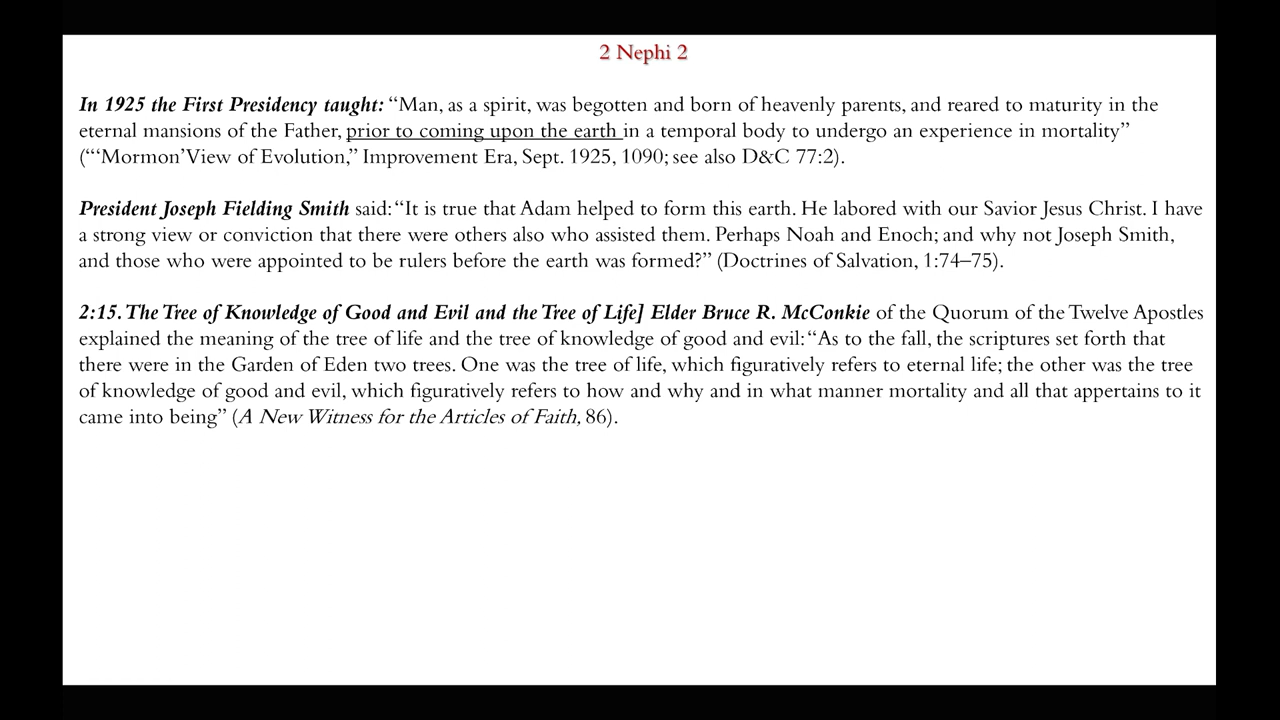 2 Nephi 2
In 1925 the First Presidency taught: “Man, as a spirit, was begotten and born of heavenly parents, and reared to maturity in the
eternal mansions of the Father, prior to coming upon the earth in a temporal body to undergo an experience in mortality”
(“‘Mormon’ View of Evolution,” Improvement Era, Sept. 1925, 1090; see also D&C 77:2).
President Joseph Fielding Smith said: “It is true that Adam helped to form this earth. He labored with our Savior Jesus Christ. I have
a strong view or conviction that there were others also who assisted them. Perhaps Noah and Enoch; and why not Joseph Smith,
and those who were appointed to be rulers before the earth was formed?” (Doctrines of Salvation, 1:74–75).
2:15. The Tree of Knowledge of Good and Evil and the Tree of Life] Elder Bruce R. McConkie of the Quorum of the Twelve Apostles
explained the meaning of the tree of life and the tree of knowledge of good and evil: “As to the fall, the scriptures set forth that
there were in the Garden of Eden two trees. One was the tree of life, which figuratively refers to eternal life; the other was the tree
of knowledge of good and evil, which figuratively refers to how and why and in what manner mortality and all that appertains to it
came into being” (A New Witness for the Articles of Faith, 86).